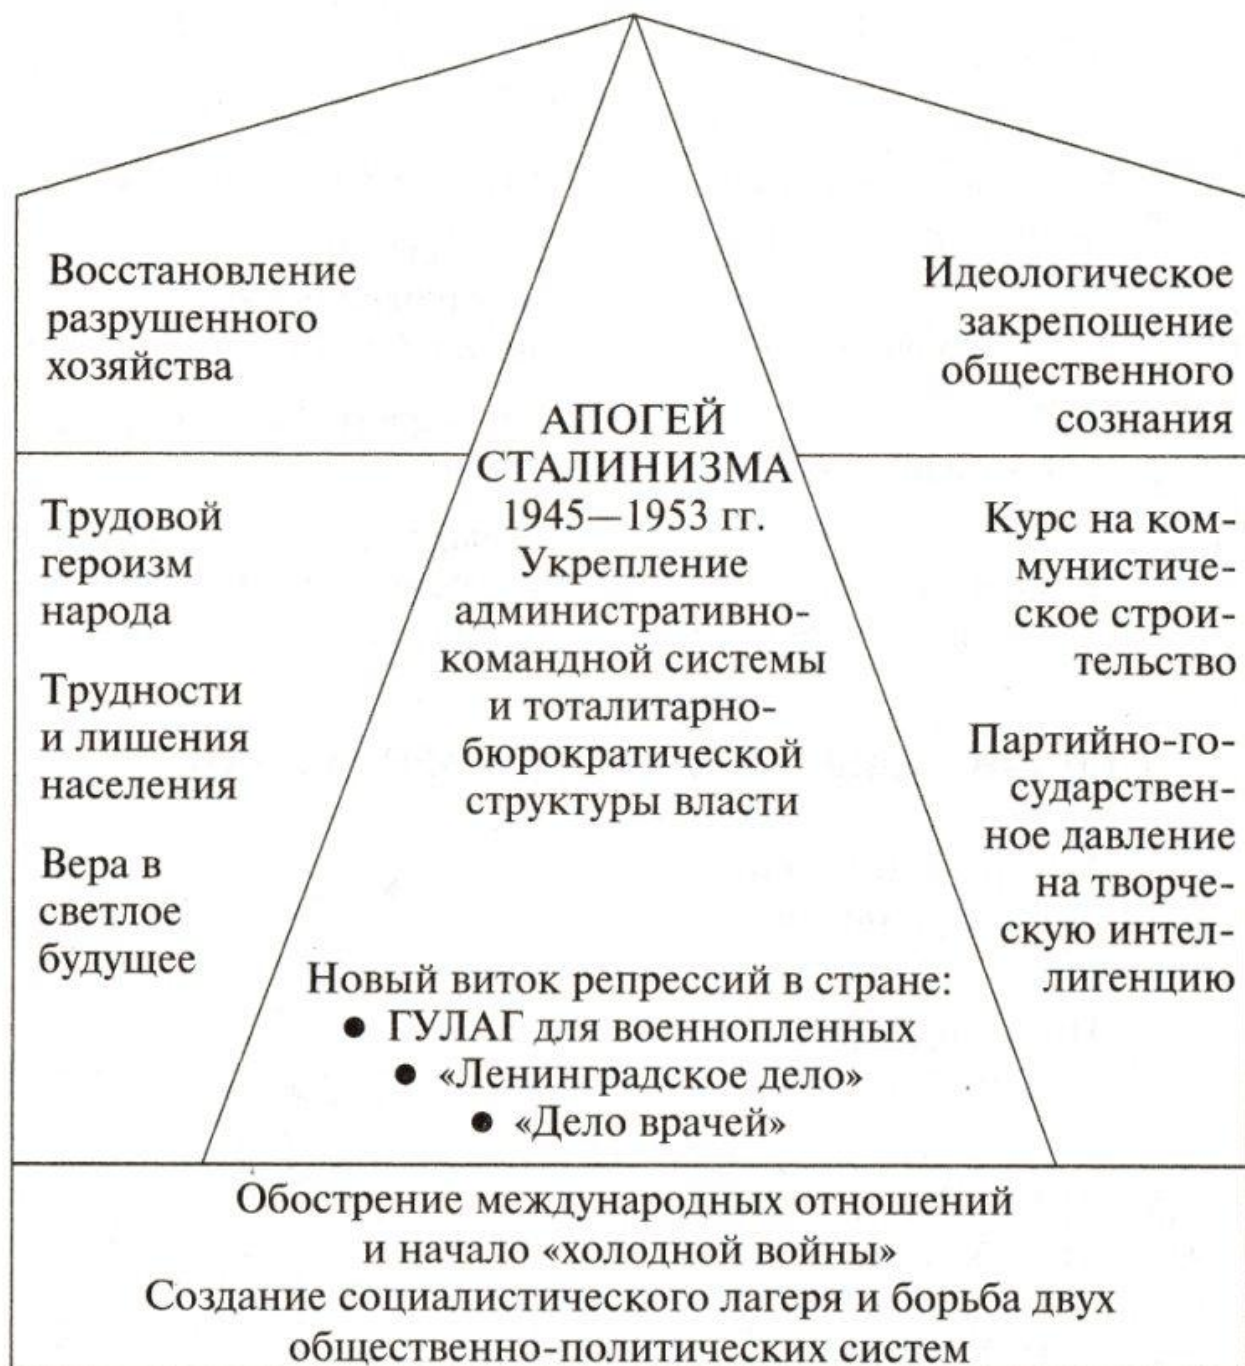 Восстановление
разрушенного
хозяйства
Идеологическое
закрепощение
общественного
сознания
АПОГЕЙ
СТАЛИНИЗМА
1945—1953 гг.
Укрепление
административно-
командной системы
и тоталитарно-
бюрократической
структуры власти
Трудовой
героизм
народа
Трудности
и лишения
населения
Вера в
светлое
будущее
Курс на ком-
мунистиче-
ское строи-
тельство
Партийно-го-
сударствен-
ное давление
на творче-
скую интел-
лигенцию
Новый виток репрессий в стране:
● ГУЛАГ для военнопленных
● «Ленинградское дело»
● «Дело врачей»
Обострение международных отношений
и начало «холодной войны»
Создание социалистического лагеря и борьба двух
общественно-политических систем